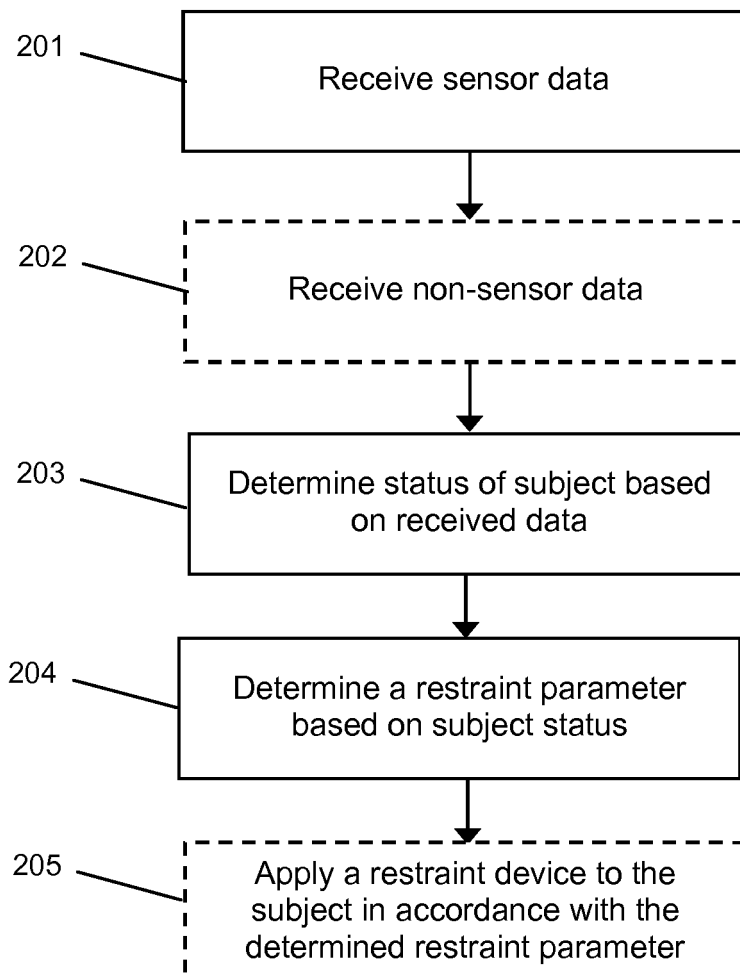 201
Receive sensor data
202
Receive non-sensor data
203
Determine status of subject based
on received data
204
Determine a restraint parameter
based on subject status
205
Apply a restraint device to the
subject in accordance with the
determined restraint parameter